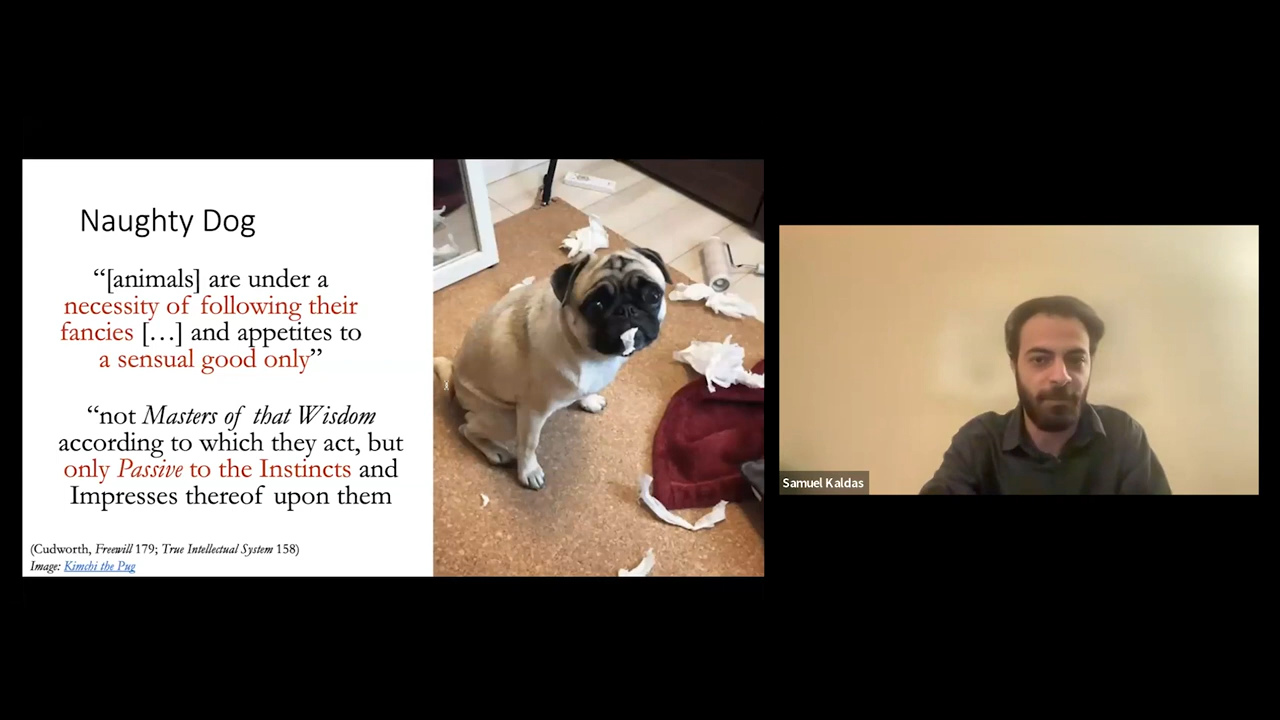 Naughty Dog
“[animals] are under a
necessity of following their
fancies […] and appetites to
a sensual good only”
“not Masters of that Wisdom
according to which they act, but
only Passive to the Instincts and
Impresses thereof upon them
(Cudworth, Freewill 179; True Intellectual System 158)
Image: Kimchi the Pug
Samuel Kaldas